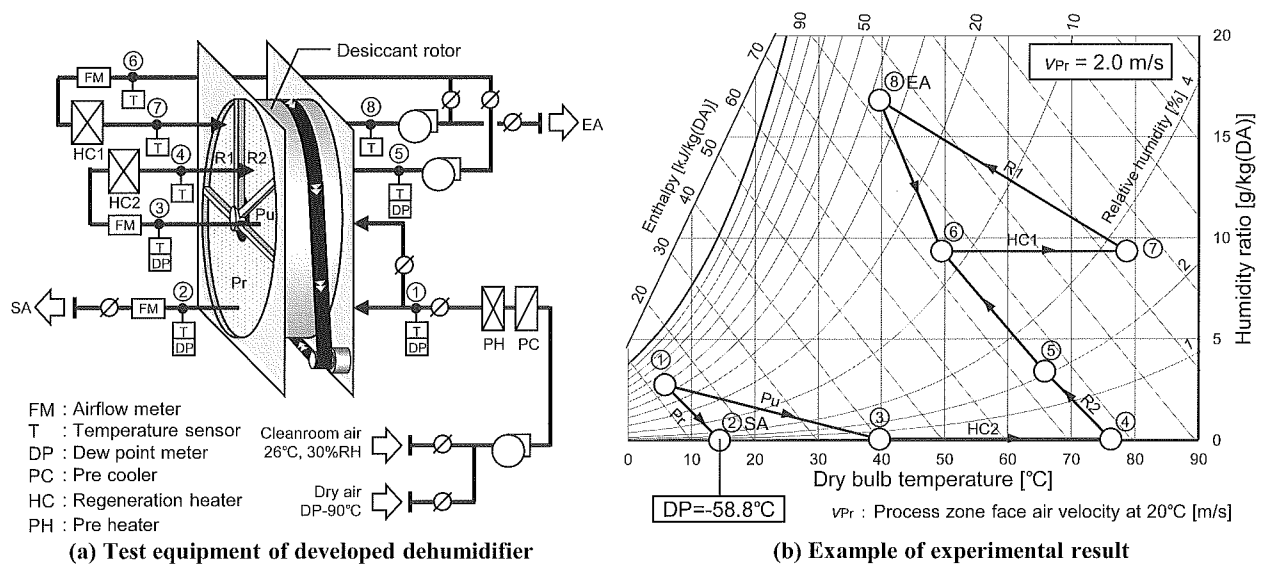 Desiccant rotor
⑥
FM
T
⑦
HC1
T
④
R1
R2
HC2
T
③
FM
T
DP
Pu
Pr
⑧
T
EA
⑤
T
DP
②
SA
FM
T
DP
①
T
DP
PH
PC
FM : Airflow meter
T : Temperature sensor
DP : Dew point meter
PC : Pre cooler
HC : Regeneration heater
PH : Pre heater
Cleanroom air
26℃, 30%RH
Dry air
DP-90℃
(a) Test equipment of developed dehumidifier
90
50
20
10
20
70
vPr = 2.0 m/s
⑧EA
4
60
Enthalpy [kJ/kg(DA)]
50
40
30
20
Relative humidity [%]
15
R1
⑥
HC1
⑦
10
2
5
①
⑤
1
Pu
R2
Pr
②SA
③
HC2
④
0
0 10 20 30 40 50 60 70 80 90
Humidity ratio [g/kg(DA)]
Dry bulb temperature [℃]
DP=-58.8℃
vPr : Process zone face air velocity at 20℃ [m/s]
(b) Example of experimental result